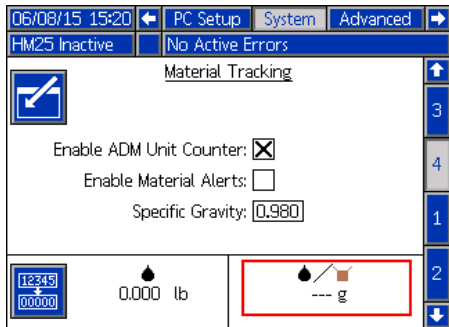 06/08/15 15:20 PC Setup System Advanced
HM25 Inactive No Active Errors
Material Tracking
3
Enable ADM Unit Counter:
4
Enable Material Alerts:
Specific Gravity: 0.980
1
2
12345
00000
0.000 lb
--- g